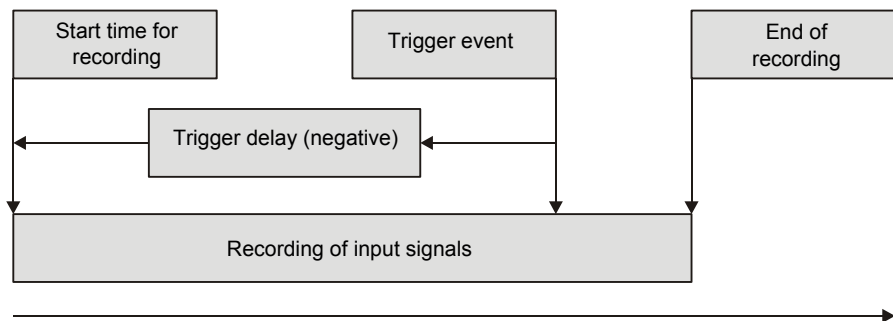 Start time for
recording
Trigger event
End of
recording
Trigger delay (negative)
Recording of input signals